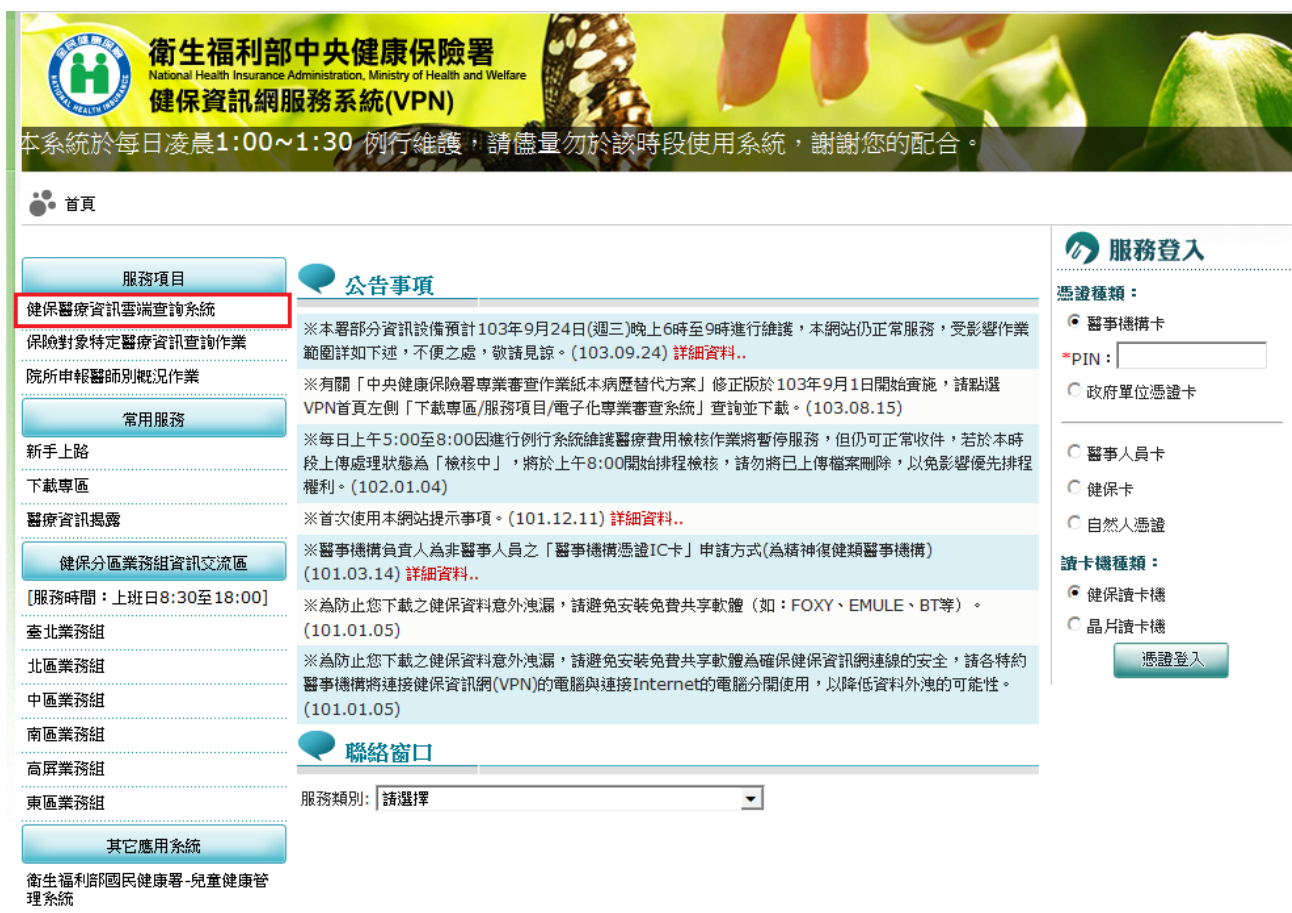 全民健康保險
NATIONAL HEALTH INSURANCE
衛生福利部中央健康保險署
National Health Insurance Administration, Ministry of Health and Welfare
健保資訊網服務系統(VPN)
本系統於每日凌晨1:00~1:30 例行維護，請儘量勿於該時段使用系統，謝謝您的配合。
首頁
服務項目
健保醫療資訊雲端查詢系統
保險對象特定醫療資訊查詢作業
院所申報醫師別概況作業
常用服務
新手上路
下載專區
醫療資訊揭露
健保分區業務組資訊交流區
[服務時間：上班日8:30至18:00]
臺北業務組
北區業務組
中區業務組
南區業務組
高屏業務組
東區業務組
其它應用系統
衛生福利部國民健康署-兒童健康管
理系統
公告事項
※本署部分資訊設備預計103年9月24日(週三)晚上6時至9時進行維護，本網站仍正常服務，受影響作業
範圍詳如下述，不便之處，敬請見諒。(103.09.24) 詳細資料..
※有關「中央健康保險署專業審查作業紙本病歷替代方案」修正版於103年9月1日開始實施，請點選
VPN首頁左側「下載專區/服務項目/電子化專業審查系統」查詢並下載。(103.08.15)
※每日上午5:00至8:00因進行例行系統維護醫療費用檢核作業將暫停服務，但仍可正常收件，若於本時
段上傳處理狀態為「檢核中」，將於上午8:00開始排程檢核，請勿將已上傳檔案刪除，以免影響優先排程
權利。(102.01.04)
※首次使用本網站提示事項。(101.12.11) 詳細資料..
※醫事機構負責人為非醫事人員之「醫事機構憑證IC卡」申請方式(為精神復健類醫事機構)
(101.03.14) 詳細資料..
※為防止您下載之健保資料意外洩漏，請避免安裝免費共享軟體（如：FOXY、EMULE、BT等）。
(101.01.05)
※為防止您下載之健保資料意外洩漏，請避免安裝免費共享軟體為確保健保資訊網連線的安全，請各特約
醫事機構將連接健保資訊網(VPN)的電腦與連接Internet的電腦分開使用，以降低資料外洩的可能性。
(101.01.05)
聯絡窗口
服務類別: 請選擇
服務登入
憑證種類：
醫事機構卡
*PIN：
政府單位憑證卡
醫事人員卡
健保卡
自然人憑證
讀卡機種類：
健保讀卡機
晶片讀卡機
憑證登入